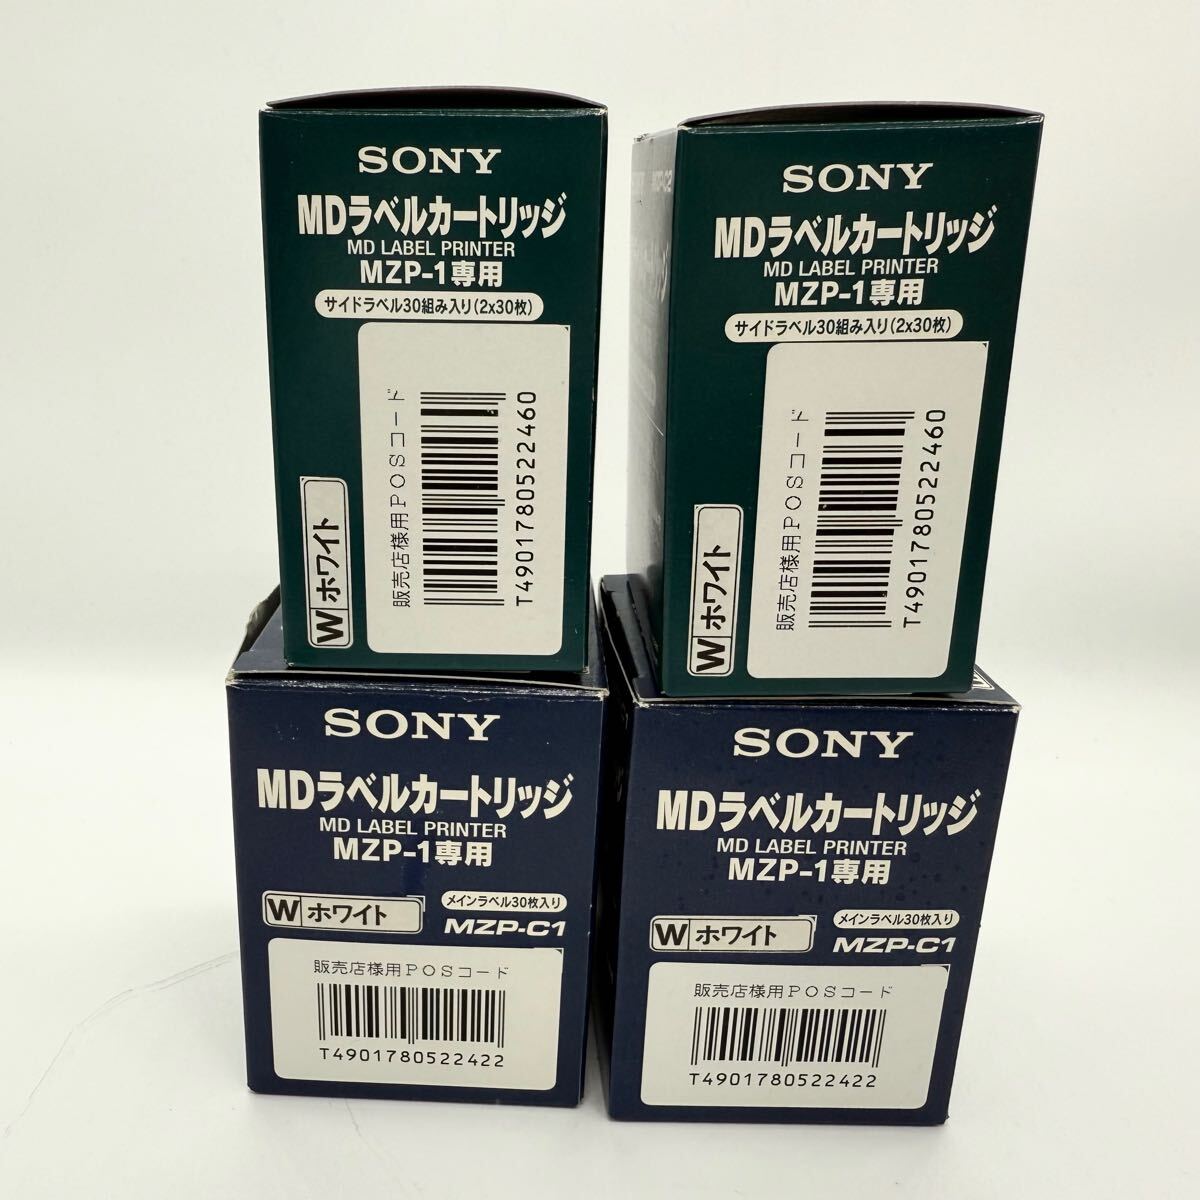 SONY
MDラベルカートリッジ
MD LABEL PRINTER
MZP-1専用
サイドラベル30組み入り(2x30枚)
Wホワイト
販売店様用POSコード
T4901780522460
MZP-C2
SONY
MDラベルカートリッジ
MD LABEL PRINTER
MZP-1専用
サイドラベル30組み入り(2x30枚)
Wホワイト
販売店様用POSコード
T4901780522460
SONY
MDラベルカートリッジ
MD LABEL PRINTER
MZP-1専用
Wホワイト
メインラベル30枚入り
MZP-C1
販売店様用POSコード
T4901780522422
SONY
MDラベルカートリッジ
MD LABEL PRINTER
MZP-1専用
Wホワイト
メインラベル30枚入り
MZP-C1
販売店様用POSコード
T4901780522422